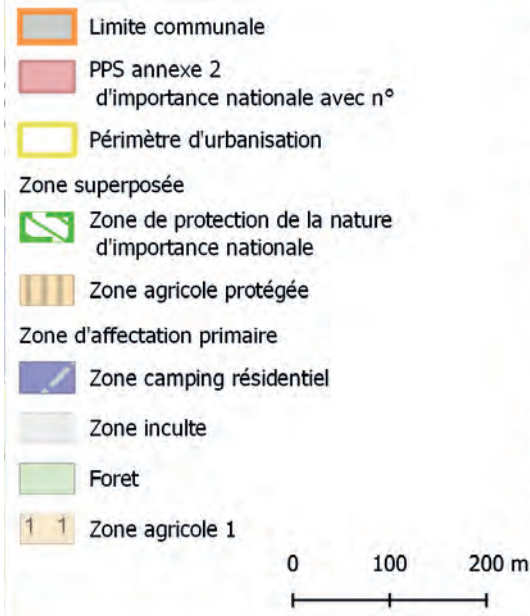 Limite communale
PPS annexe 2
d'importance nationale avec n°
Périmètre d'urbanisation
Zone superposée
Zone de protection de la nature
d'importance nationale
Zone agricole protégée
Zone d'affectation primaire
Zone camping résidentiel
Zone inculte
Foret
1 1 Zone agricole 1
0 100 200 m